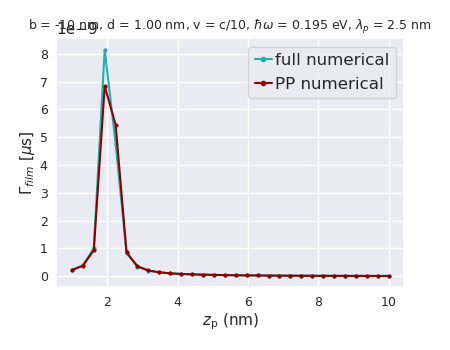 b = -10 nm, d = 1.00 nm, v = c/10, ℏω = 0.195 eV, λp = 2.5 nm
1e−9
full numerical
PP numerical
Γfilm [μs]
8
7
6
5
4
3
2
1
0
2 4 6 8 10
zp (nm)